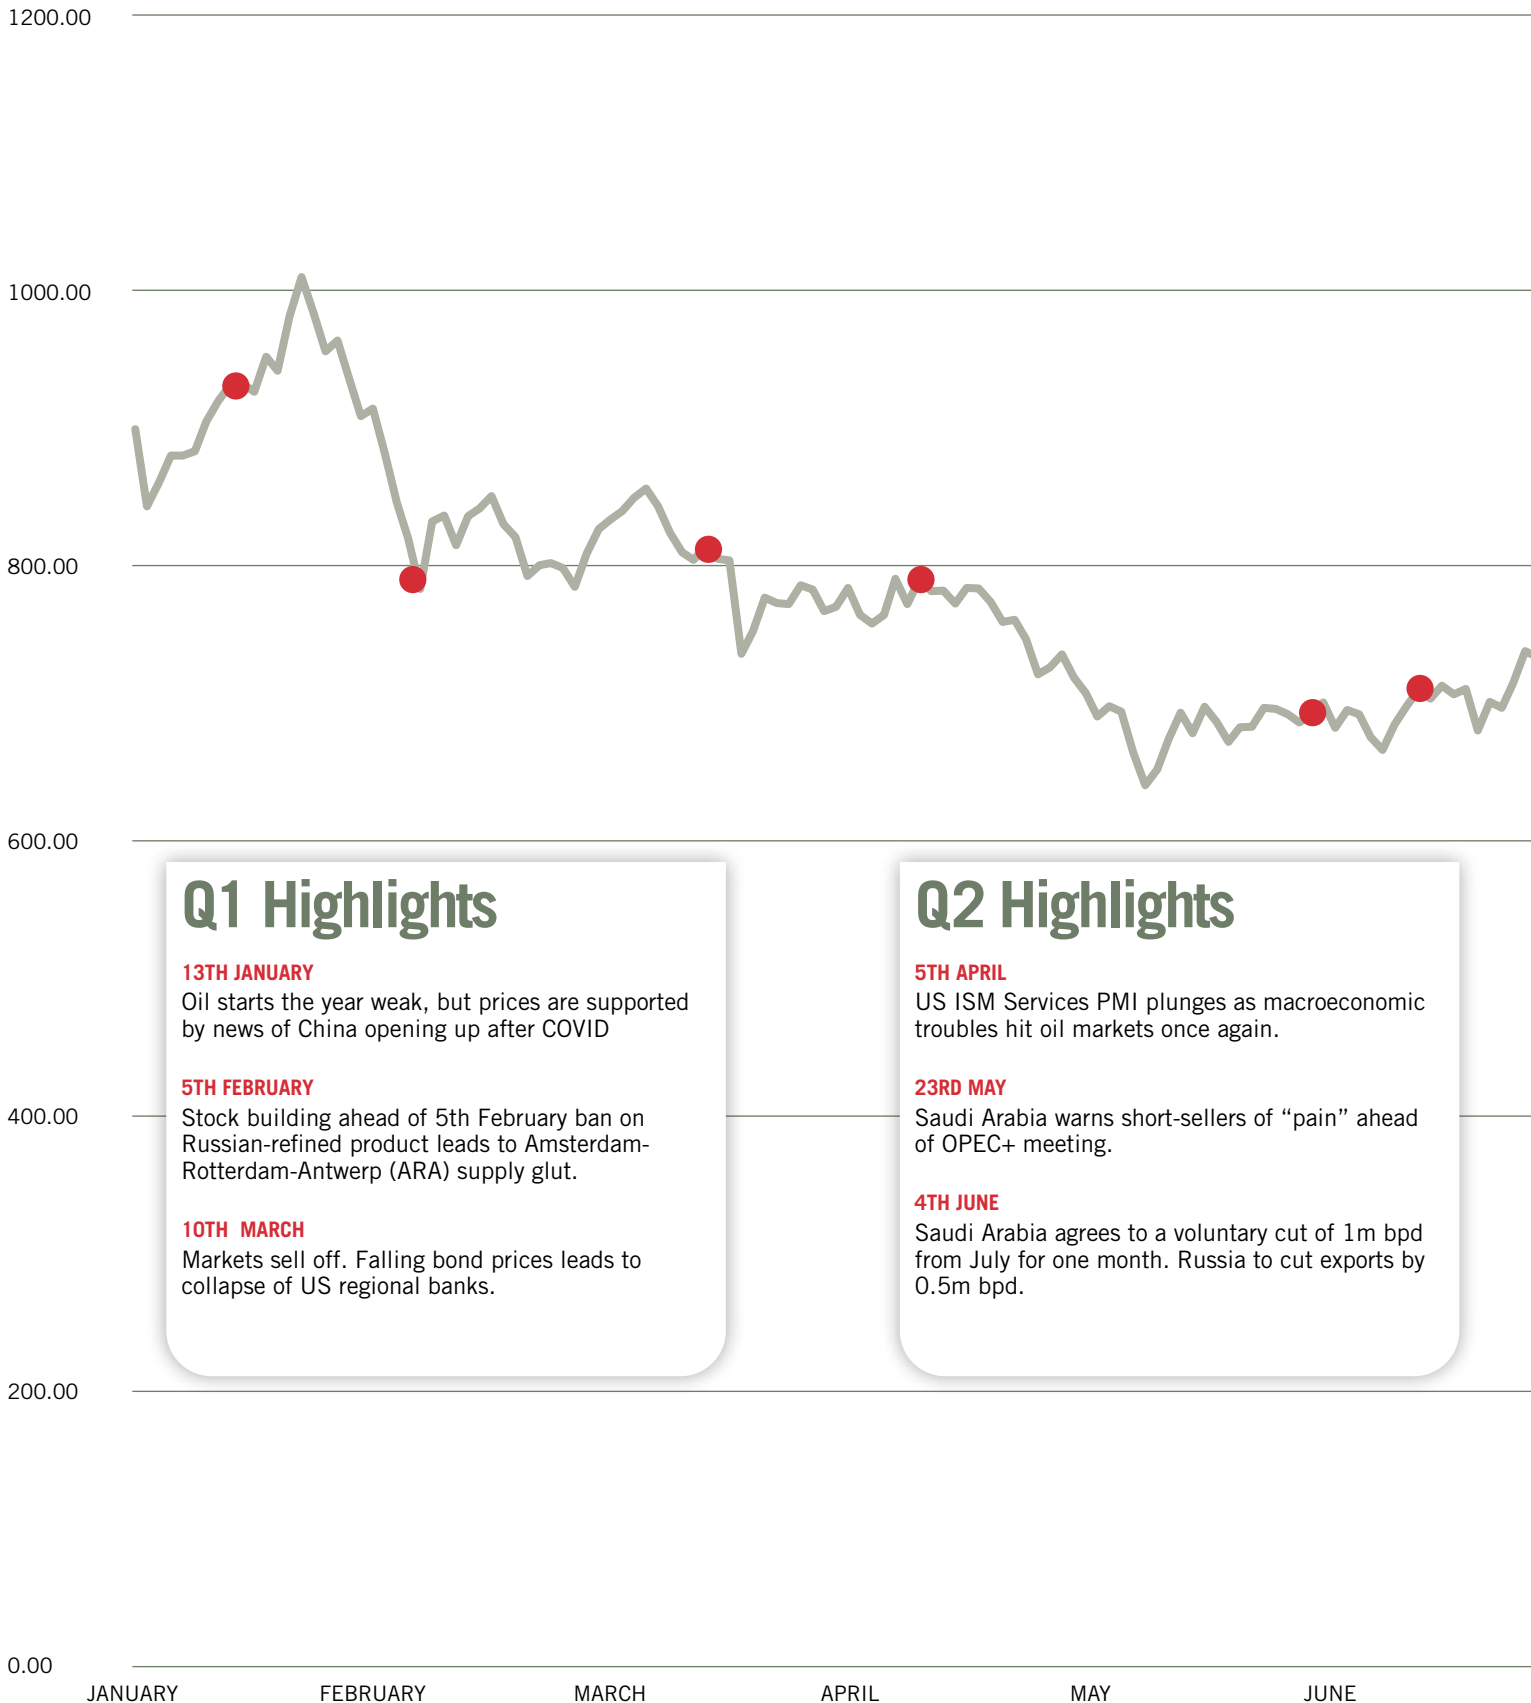 1200.00
1000.00
800.00
600.00
400.00
200.00
0.00
Q1 Highlights
13TH JANUARY
Oil starts the year weak, but prices are supported
by news of China opening up after COVID
5TH FEBRUARY
Stock building ahead of 5th February ban on
Russian-refined product leads to Amsterdam-
Rotterdam-Antwerp (ARA) supply glut.
10TH MARCH
Markets sell off. Falling bond prices leads to
collapse of US regional banks.
Q2 Highlights
5TH APRIL
US ISM Services PMI plunges as macroeconomic
troubles hit oil markets once again.
23RD MAY
Saudi Arabia warns short-sellers of “pain” ahead
of OPEC+ meeting.
4TH JUNE
Saudi Arabia agrees to a voluntary cut of 1m bpd
from July for one month. Russia to cut exports by
0.5m bpd.
JANUARY FEBRUARY MARCH APRIL MAY JUNE